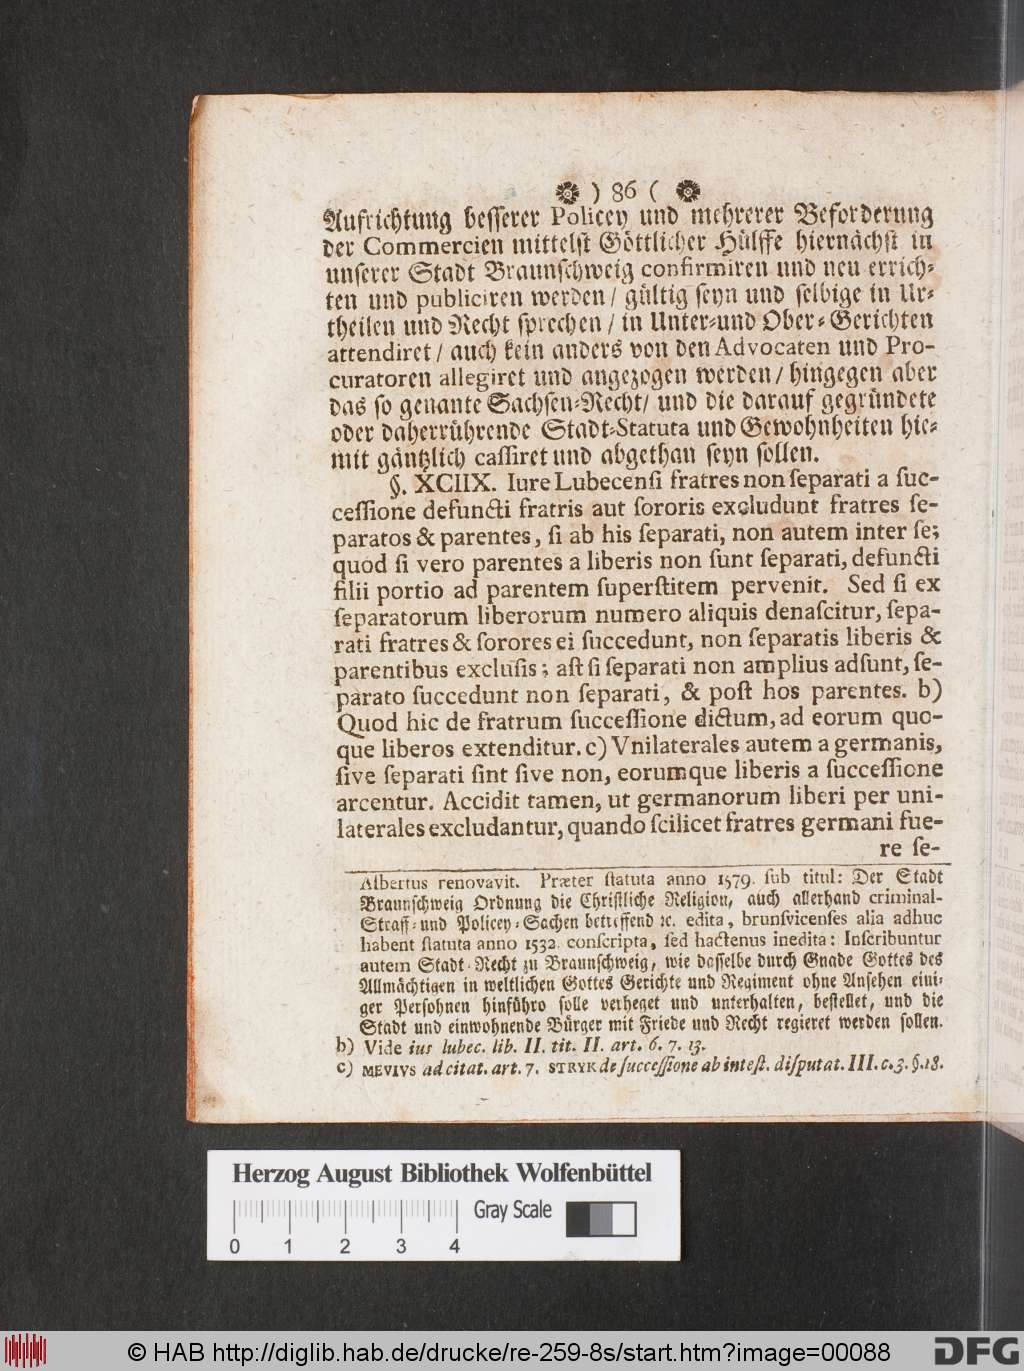 ) 86 (
Aufrichtung besserer Policey und mehrerer Beforderung
der Commercien mittelst Göttlicher Hülffe hiernächst in
unserer Stadt Braunschweig confirmiren und neu errich-
ten und publiciren werden / gültig seyn und selbige in Ur-
theilen und Recht sprechen / in Unter-und Ober-Gerichten
attendiret / auch kein anders von den Advocaten und Pro-
curatoren allegiret und angezogen werden / hingegen aber
das so genante Sachsen-Recht / und die darauf gegründete
oder daherrührende Stadt-Statuta und Gewohnheiten hie-
mit gäntzlich cassiret und abgethan seyn sollen.
§. XCIIX. Iure Lubecensi fratres non separati a suc-
cessione defuncti fratris aut sororis excludunt fratres se-
paratos & parentes, si ab his separati, non autem inter se;
quod si vero parentes a liberis non sunt separati, defuncti
filii portio ad parentem superstitem pervenit. Sed si ex
separatorum liberorum numero aliquis denascitur, sepa-
rati fratres & sorores ei succedunt, non separatis liberis &
parentibus exclusis; ast si separati non amplius adsunt, se-
parato succedunt non separati, & post hos parentes. b)
Quod hic de fratrum successione dictum, ad eorum quo-
que liberos extenditur. c) Vnilaterales autem a germanis,
sive separati sint sive non, eorumque liberis a successione
arcentur. Accidit tamen, ut germanorum liberi per uni-
laterales excludantur, quando scilicet fratres germani fue-
re se-
Albertus renovavit. Præter statuta anno 1579. sub titul: Der Stadt
Braunschweig Ordnung die Christliche Religion, auch allerhand criminal-
Straff- und Policey-Sachen betreffend ꝛc. edita, brunsvicenses alia adhuc
habent statuta anno 1532. conscripta, sed hactenus inedita: Inscribuntur
autem Stadt-Recht zu Braunschweig, wie dasselbe durch Gnade Gottes des
Allmächtigen in weltlichen Gottes Gerichte und Regiment ohne Ansehen eini-
ger Persohnen hinführo solle verheget und unterhalten, bestellet, und die
Stadt und einwohnende Bürger mit Friede und Recht regieret werden sollen.
b) Vide ius lubec. lib. II. tit. II. art. 6. 7. 13.
c) MEVIVS ad citat. art. 7. STRYK de successione ab intest. disputat. III. c. 3. §. 18.
Herzog August Bibliothek Wolfenbüttel
Gray Scale
0 1 2 3 4
© HAB http://diglib.hab.de/drucke/re-259-8s/start.htm?image=00088
DFG